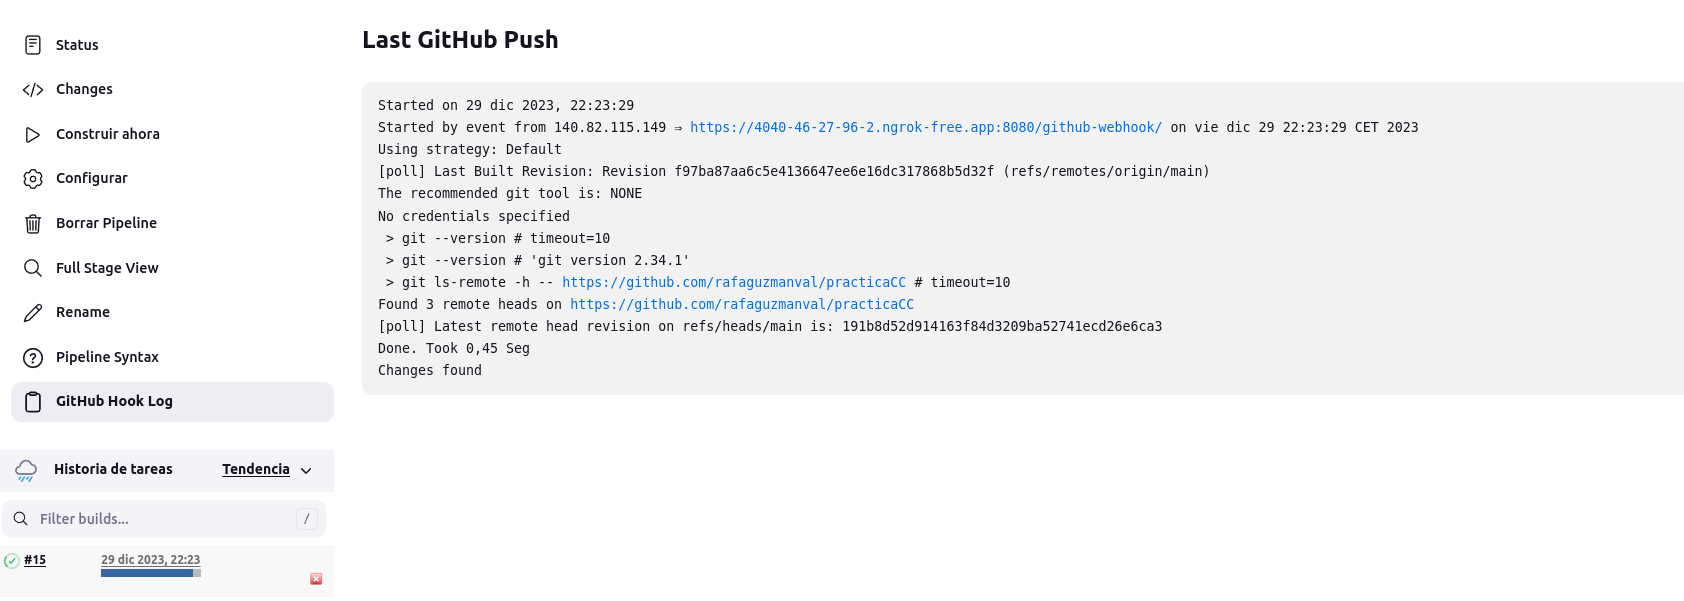 Status
Changes
Construir ahora
Configurar
Borrar Pipeline
Full Stage View
Rename
Pipeline Syntax
GitHub Hook Log
Historia de tareas Tendencia
Filter builds... /
#15 29 dic 2023, 22:23
Last GitHub Push
Started on 29 dic 2023, 22:23:29
Started by event from 140.82.115.149 ⇒ https://4040-46-27-96-2.ngrok-free.app:8080/github-webhook/ on vie dic 29 22:23:29 CET 2023
Using strategy: Default
[poll] Last Built Revision: Revision f97ba87aa6c5e4136647ee6e16dc317868b5d32f (refs/remotes/origin/main)
The recommended git tool is: NONE
No credentials specified
 > git --version # timeout=10
 > git --version # 'git version 2.34.1'
 > git ls-remote -h -- https://github.com/rafaguzmanval/practicaCC # timeout=10
Found 3 remote heads on https://github.com/rafaguzmanval/practicaCC
[poll] Latest remote head revision on refs/heads/main is: 191b8d52d914163f84d3209ba52741ecd26e6ca3
Done. Took 0,45 Seg
Changes found